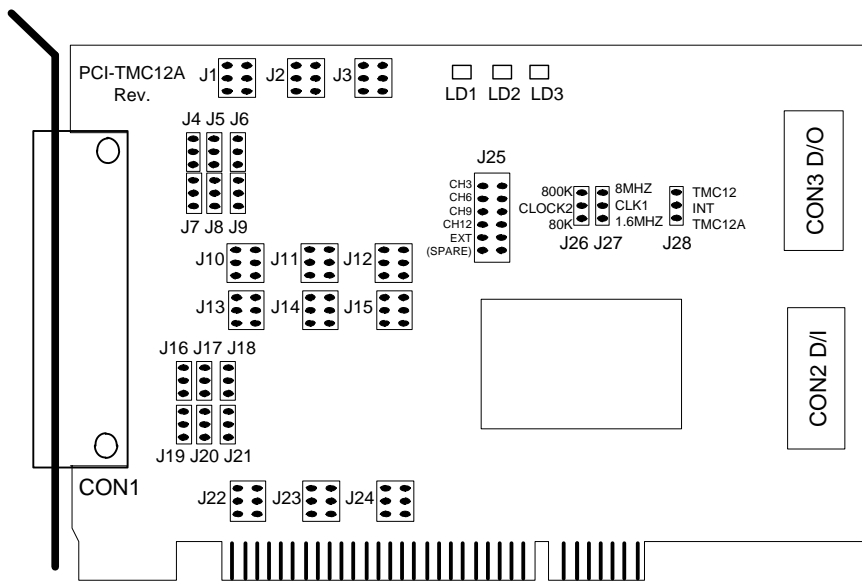 PCI-TMC12A
Rev.
J1
J2
J3
LD1 LD2 LD3
J4 J5 J6
J7 J8 J9
J25
CH3
CH6
CH9
CH12
EXT
(SPARE)
800K
CLOCK2
80K
J26
8MHZ
CLK1
1.6MHZ
J27
TMC12
INT
TMC12A
J28
CON3 D/O
J10
J11
J12
J13
J14
J15
J16 J17 J18
J19 J20 J21
CON2 D/I
CON1
J22
J23
J24